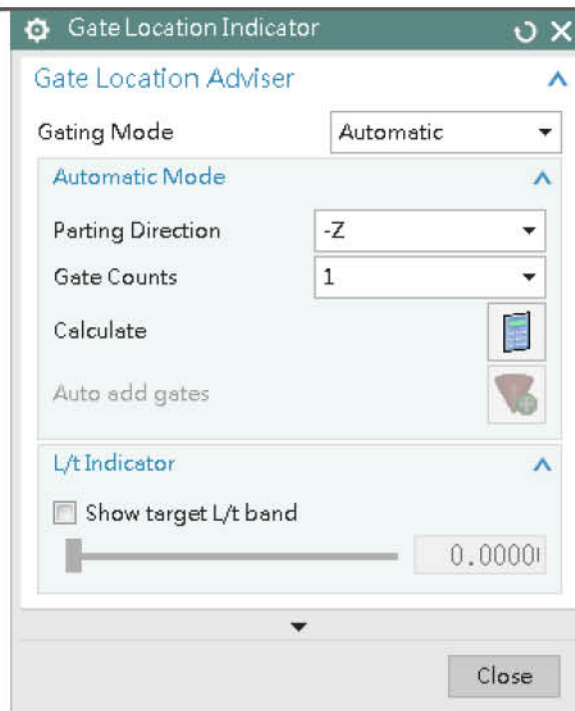 Gate Location Indicator
Gate Location Adviser
Gating Mode Automatic
Automatic Mode
Parting Direction -Z
Gate Counts 1
Calculate
Auto add gates
L/t Indicator
Show target L/t band
0.0000
Close